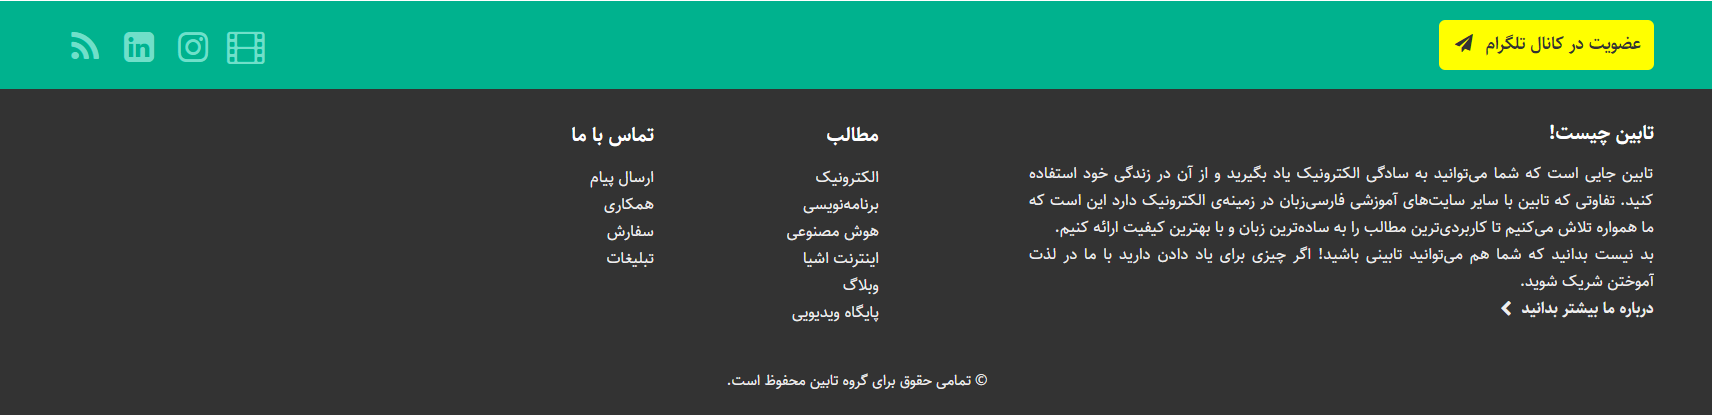 عضویت در کانال تلگرام
تابین چیست!
تابین جایی است که شما می‌توانید به سادگی الکترونیک یاد بگیرید و از آن در زندگی خود استفاده
کنید. تفاوتی که تابین با سایر سایت‌های آموزشی فارسی‌زبان در زمینه‌ی الکترونیک دارد این است که
ما همواره تلاش می‌کنیم تا کاربردی‌ترین مطالب را به ساده‌ترین زبان و با بهترین کیفیت ارائه کنیم.
بد نیست بدانید که شما هم می‌توانید تابینی باشید! اگر چیزی برای یاد دادن دارید با ما در لذت
آموختن شریک شوید.
درباره ما بیشتر بدانید
مطالب
الکترونیک
برنامه‌نویسی
هوش مصنوعی
اینترنت اشیا
وبلاگ
پایگاه ویدیویی
تماس با ما
ارسال پیام
همکاری
سفارش
تبلیغات
© تمامی حقوق برای گروه تابین محفوظ است.